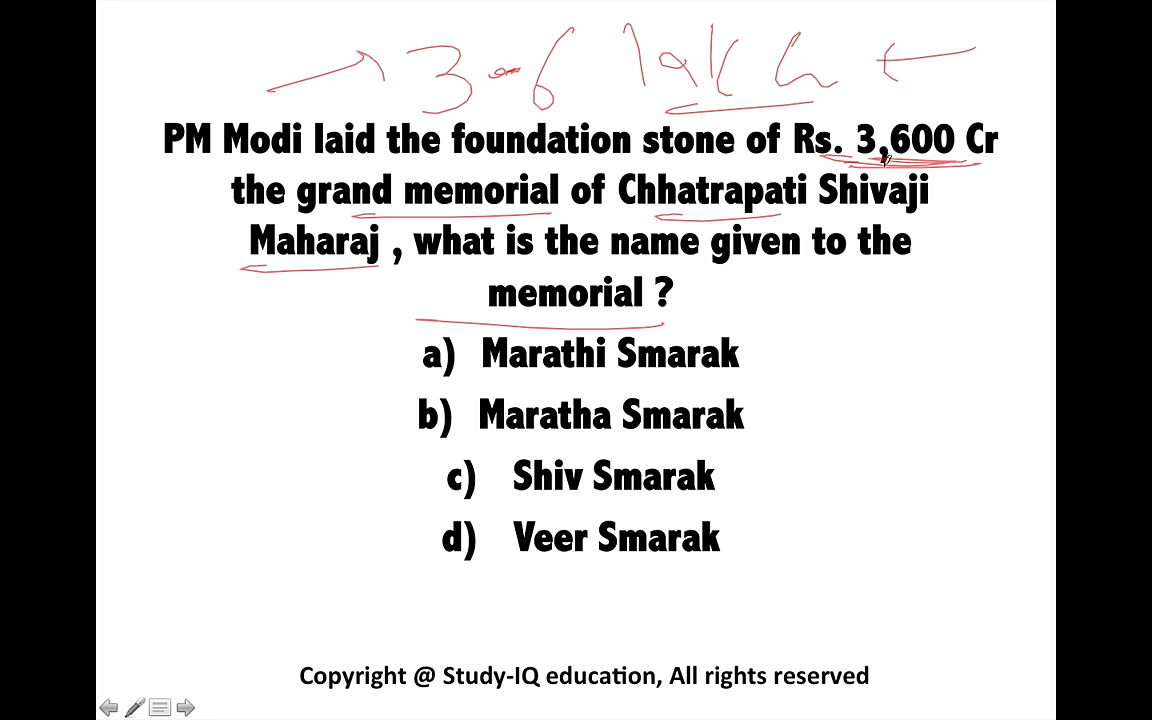 3.6 lakh
PM Modi laid the foundation stone of Rs. 3,600 Cr
the grand memorial of Chhatrapati Shivaji
Maharaj , what is the name given to the
memorial ?
a) Marathi Smarak
b) Maratha Smarak
c) Shiv Smarak
d) Veer Smarak
Copyright @ Study-IQ education, All rights reserved